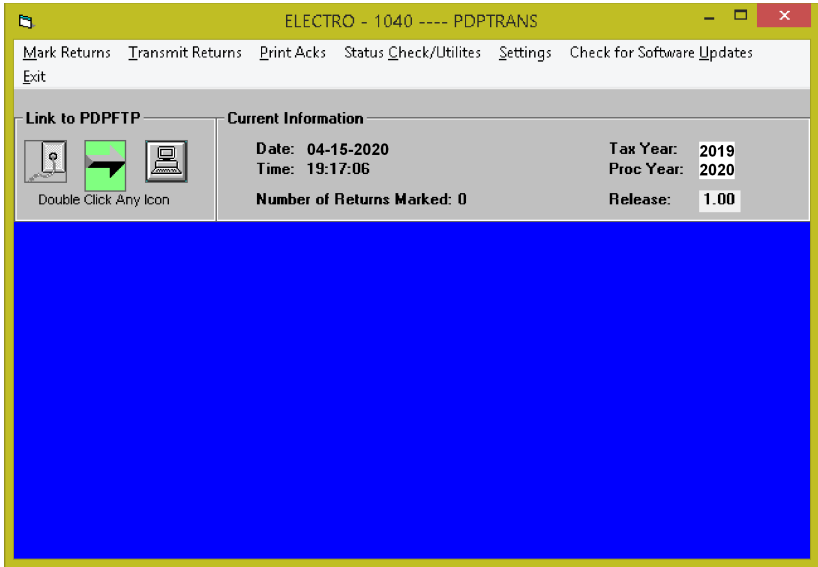 ELECTRO - 1040 ---- PDPTRANS
Mark Returns Transmit Returns Print Acks Status Check/Utilites Settings Check for Software Updates
Exit
Link to PDPFTP
Double Click Any Icon
Current Information
Date: 04-15-2020 Tax Year: 2019
Time: 19:17:06 Proc Year: 2020
Number of Returns Marked: 0 Release: 1.00